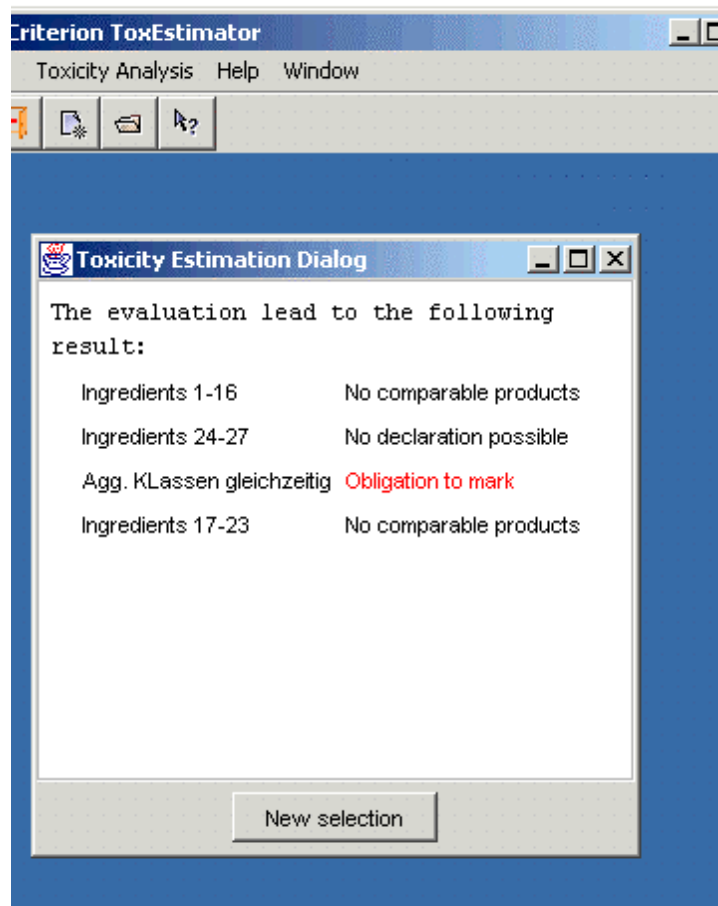 Criterion ToxEstimator
Toxicity Analysis Help Window
Toxicity Estimation Dialog
The evaluation lead to the following
result:
Ingredients 1-16 No comparable products
Ingredients 24-27 No declaration possible
Agg. KLassen gleichzeitig Obligation to mark
Ingredients 17-23 No comparable products
New selection